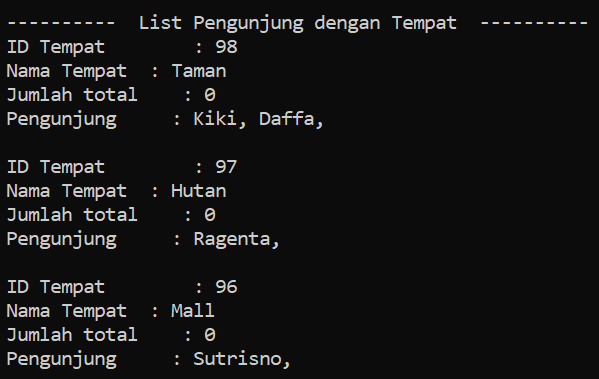 ---------- List Pengunjung dengan Tempat ----------
ID Tempat : 98
Nama Tempat : Taman
Jumlah total : 0
Pengunjung : Kiki, Daffa,
ID Tempat : 97
Nama Tempat : Hutan
Jumlah total : 0
Pengunjung : Ragenta,
ID Tempat : 96
Nama Tempat : Mall
Jumlah total : 0
Pengunjung : Sutrisno,